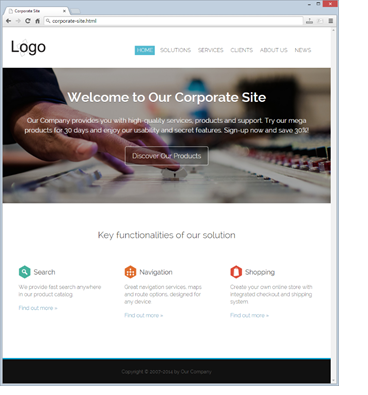 Corporate Site
corporate-site.html
Logo
HOME SOLUTIONS SERVICES CLIENTS ABOUT US NEWS
Welcome to Our Corporate Site
Our Company provides you with high-quality services, products and support. Try our mega
products for 30 days and enjoy our usability and secret features. Sign-up now and save 30%!
Discover Our Products
Key functionalities of our solution
Search
We provide fast search anywhere
in our product catalog.
Find out more »
Navigation
Great navigation services, maps
and route options, designed for
any device.
Find out more »
Shopping
Create your own online store with
integrated checkout and shipping
system.
Find out more »
by Our Company